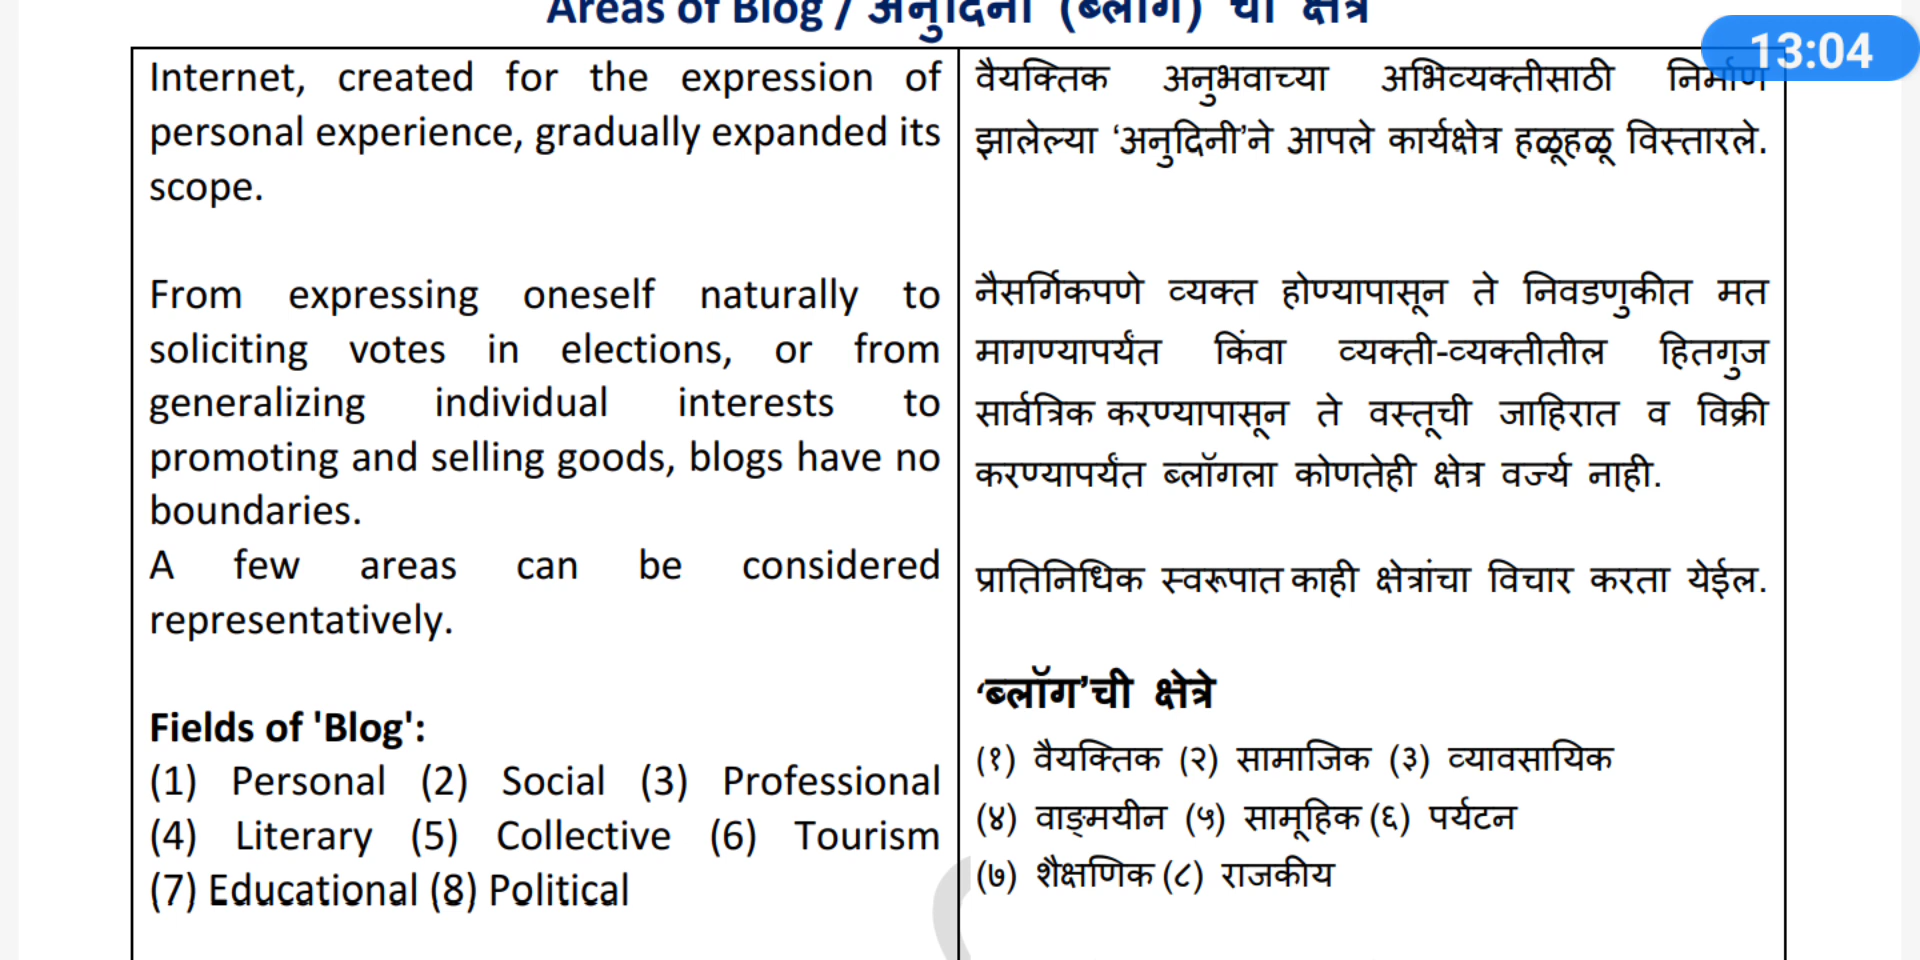 Areas of Blog / अनुदिनी (ब्लॉग) ची क्षेत्रे
13:04
Internet, created for the expression of
personal experience, gradually expanded its
scope.
From expressing oneself naturally to
soliciting votes in elections, or from
generalizing individual interests to
promoting and selling goods, blogs have no
boundaries.
A few areas can be considered
representatively.
Fields of 'Blog':
(1) Personal (2) Social (3) Professional
(4) Literary (5) Collective (6) Tourism
(7) Educational (8) Political
वैयक्तिक अनुभवाच्या अभिव्यक्तीसाठी निर्माण
झालेल्या ‘अनुदिनी’ने आपले कार्यक्षेत्र हळूहळू विस्तारले.
नैसर्गिकपणे व्यक्त होण्यापासून ते निवडणुकीत मत
मागण्यापर्यंत किंवा व्यक्ती-व्यक्तीतील हितगुज
सार्वत्रिक करण्यापासून ते वस्तूची जाहिरात व विक्री
करण्यापर्यंत ब्लॉगला कोणतेही क्षेत्र वर्ज्य नाही.
प्रातिनिधिक स्वरूपात काही क्षेत्रांचा विचार करता येईल.
‘ब्लॉग’ची क्षेत्रे
(१) वैयक्तिक (२) सामाजिक (३) व्यावसायिक
(४) वाङ्मयीन (५) सामूहिक (६) पर्यटन
(७) शैक्षणिक (८) राजकीय